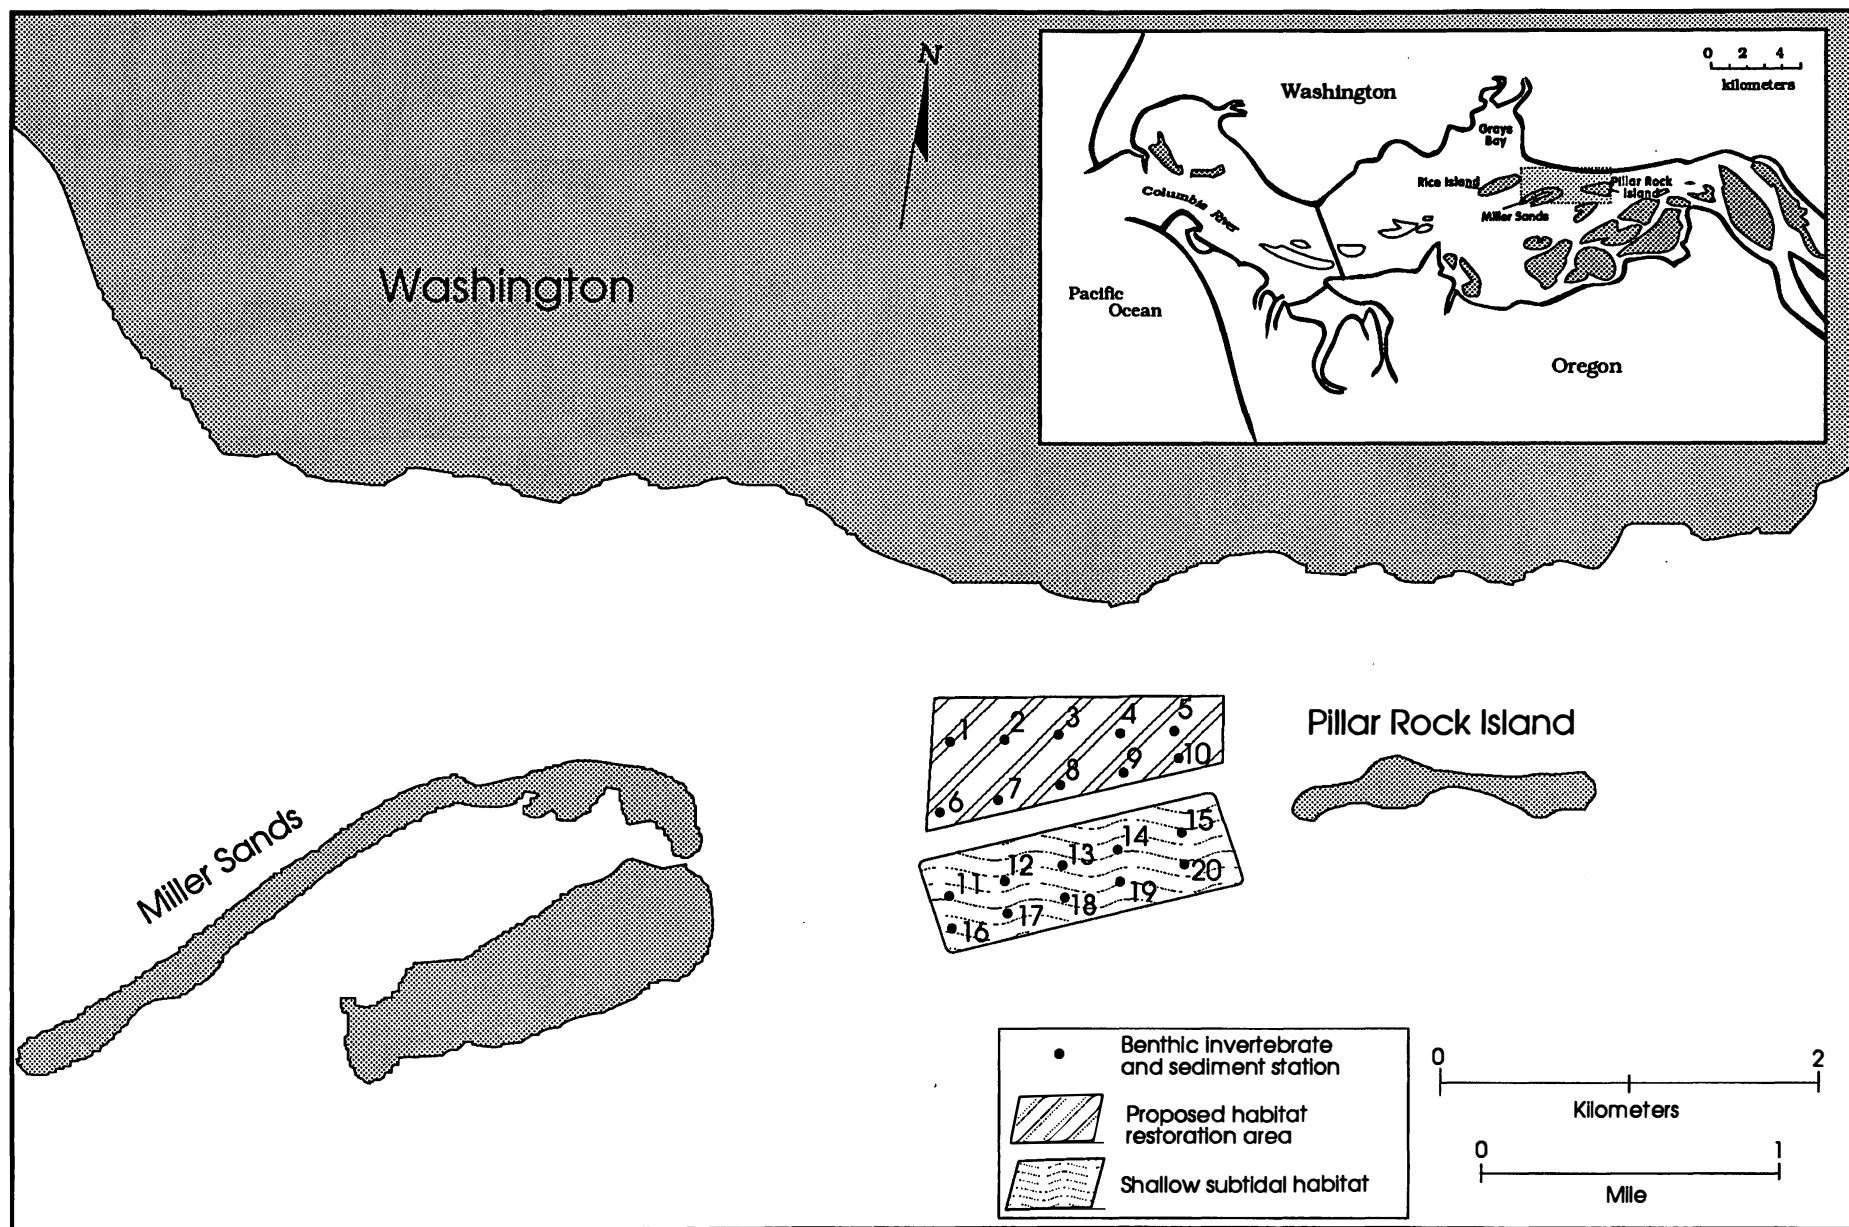 N
Washington
0 2 4
kilometers
Washington
Grays
Bay
Rice Island
Pillar Rock
Island
Miller Sands
Columbia River
Pacific
Ocean
Oregon
Pillar Rock Island
Miller Sands
1 2 3 4 5
6 7 8 9 10
11 12 13 14 15
16 17 18 19 20
Benthic invertebrate
and sediment station
Proposed habitat
restoration area
Shallow subtidal habitat
0 2
Kilometers
0 1
Mile